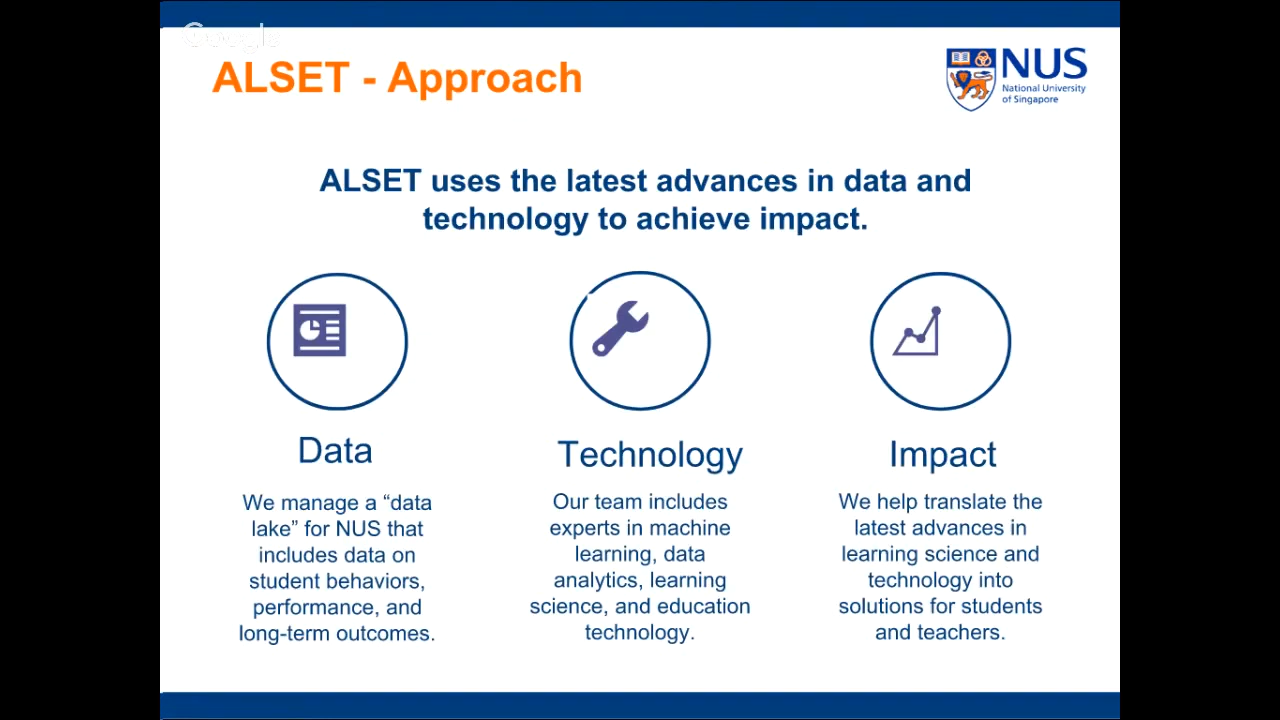 Google
ALSET - Approach
NUS
National University
of Singapore
ALSET uses the latest advances in data and
technology to achieve impact.
Data
We manage a “data
lake” for NUS that
includes data on
student behaviors,
performance, and
long-term outcomes.
Technology
Our team includes
experts in machine
learning, data
analytics, learning
science, and education
technology.
Impact
We help translate the
latest advances in
learning science and
technology into
solutions for students
and teachers.